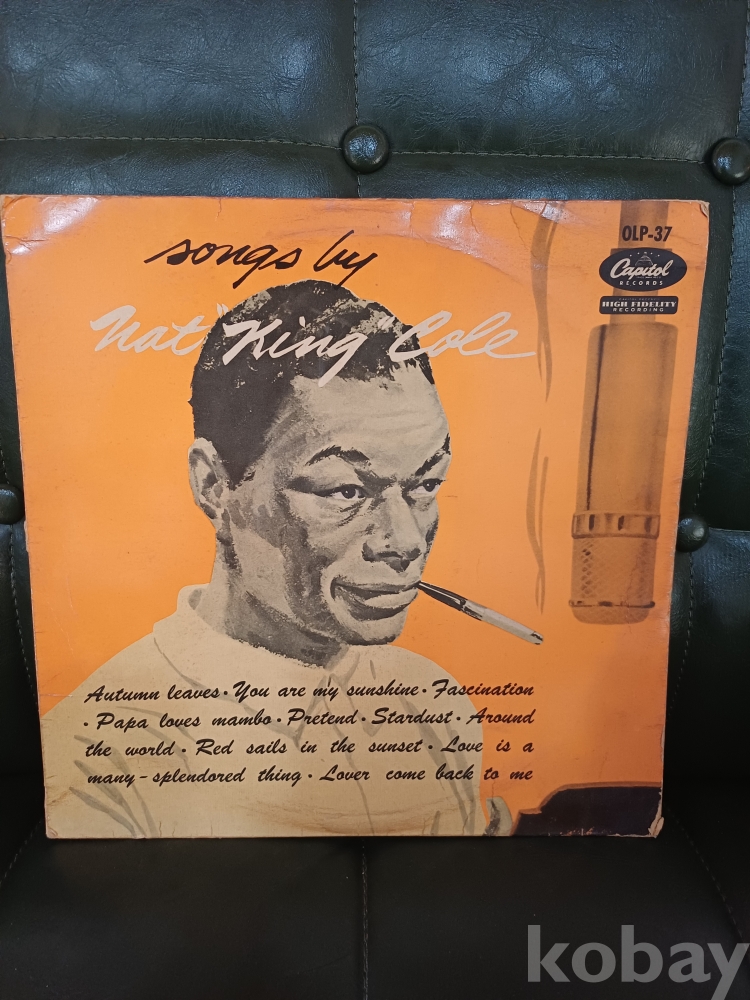 songs by
OLP-37
Nat "King" Cole
Capitol
RECORDS
HIGH FIDELITY
RECORDING
Autumn leaves • You are my sunshine • Fascination
• Papa loves mambo • Pretend • Stardust • Around
the world • Red sails in the sunset • Love is a
many-splendored thing • Lover come back to me
kobay